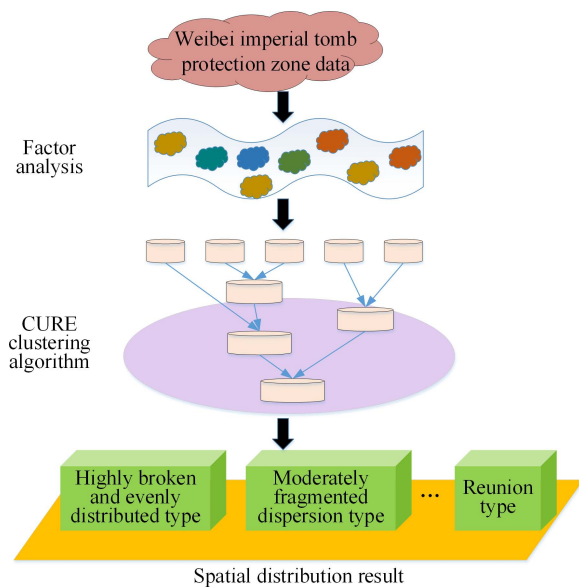 Weibei imperial tomb
protection zone data
Factor
analysis
CURE
clustering
algorithm
Highly broken
and evenly
distributed type
Moderately
fragmented
dispersion type
...
Reunion
type
Spatial distribution result